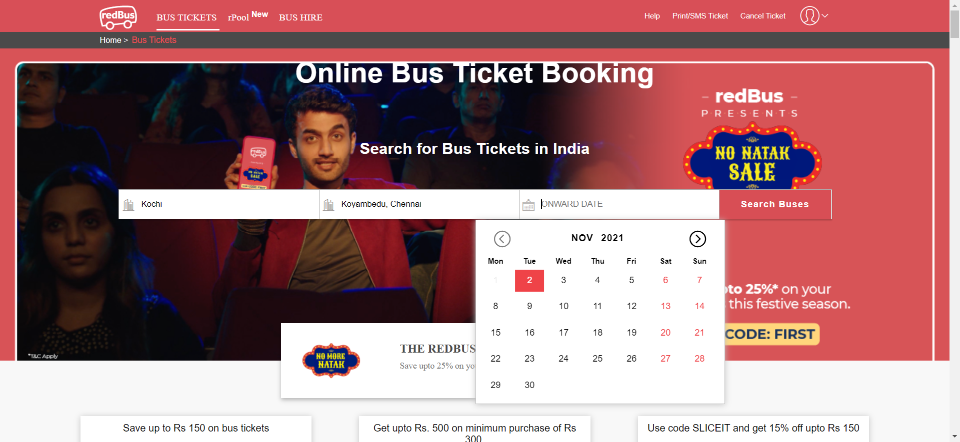 redBus
BUS TICKETS rPool New BUS HIRE
Help Print/SMS Ticket Cancel Ticket
Home > Bus Tickets
Online Bus Ticket Booking
redBus
PRESENTS
redBus
NO NATAK
SALE
NO NATAK
SALE
Search for Bus Tickets in India
Kochi Koyambedu, Chennai ONWARD DATE Search Buses
NOV 2021
Mon Tue Wed Thu Fri Sat Sun
1 2 3 4 5 6 7
8 9 10 11 12 13 14
15 16 17 18 19 20 21
22 23 24 25 26 27 28
29 30
to 25%* on your
this festive season.
CODE: FIRST
*T&C Apply
NO MORE
NATAK
THE REDBUS
Save upto 25% on yo
Save up to Rs 150 on bus tickets
Get upto Rs. 500 on minimum purchase of Rs
300
Use code SLICEIT and get 15% off upto Rs 150